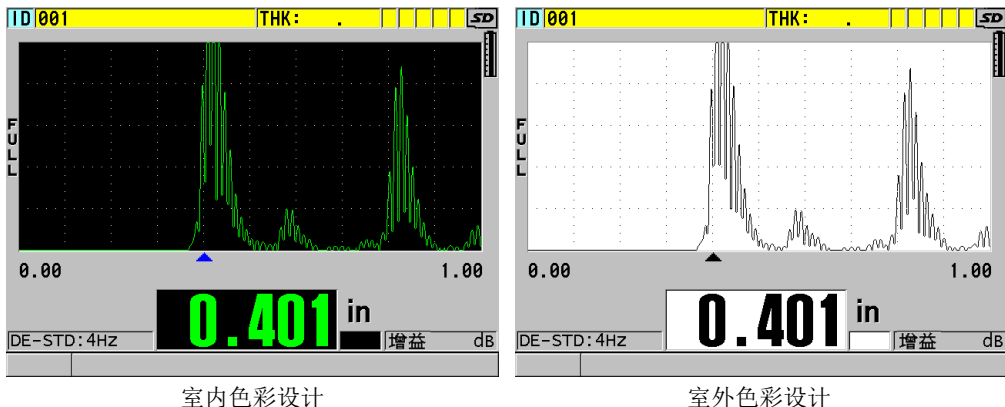 ID 001 THK: . SD
FULL
0.00 1.00
0.401 in
DE-STD:4Hz 增益 dB
室内色彩设计
ID 001 THK: . SD
FULL
0.00 1.00
0.401 in
DE-STD:4Hz 增益 dB
室外色彩设计